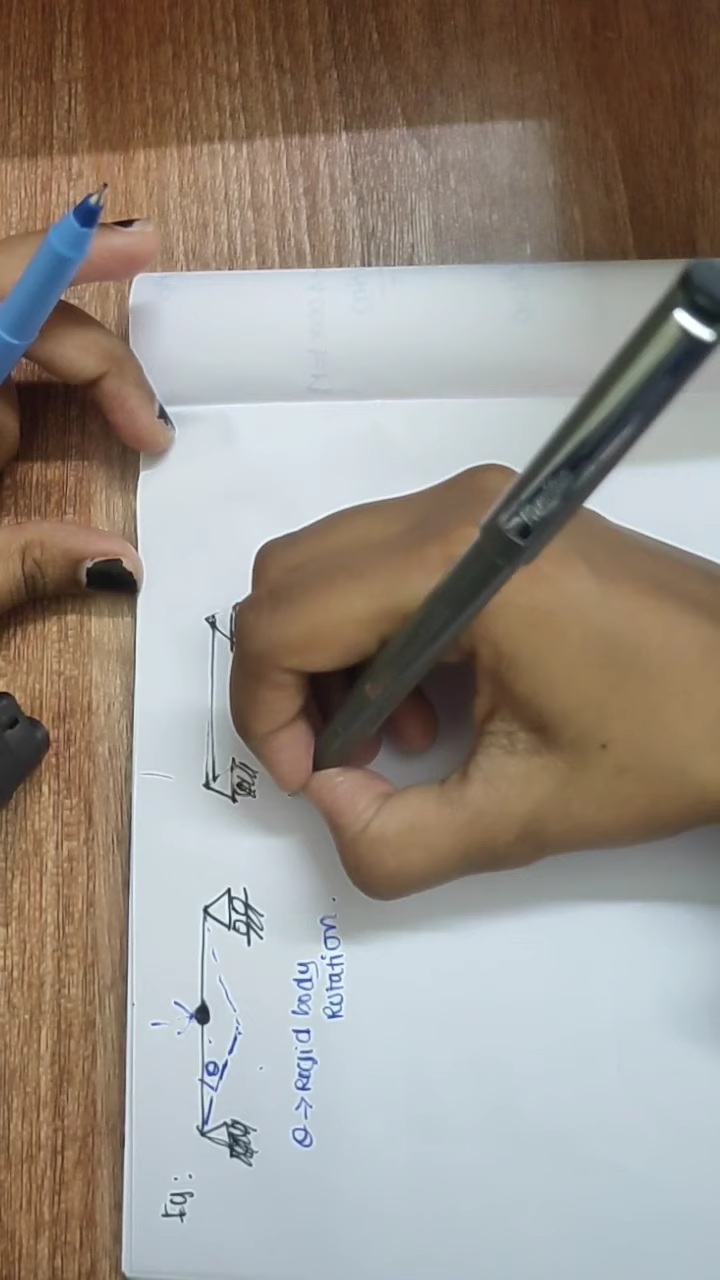 Eg:
θ
θ → Rigid body
Rotation.